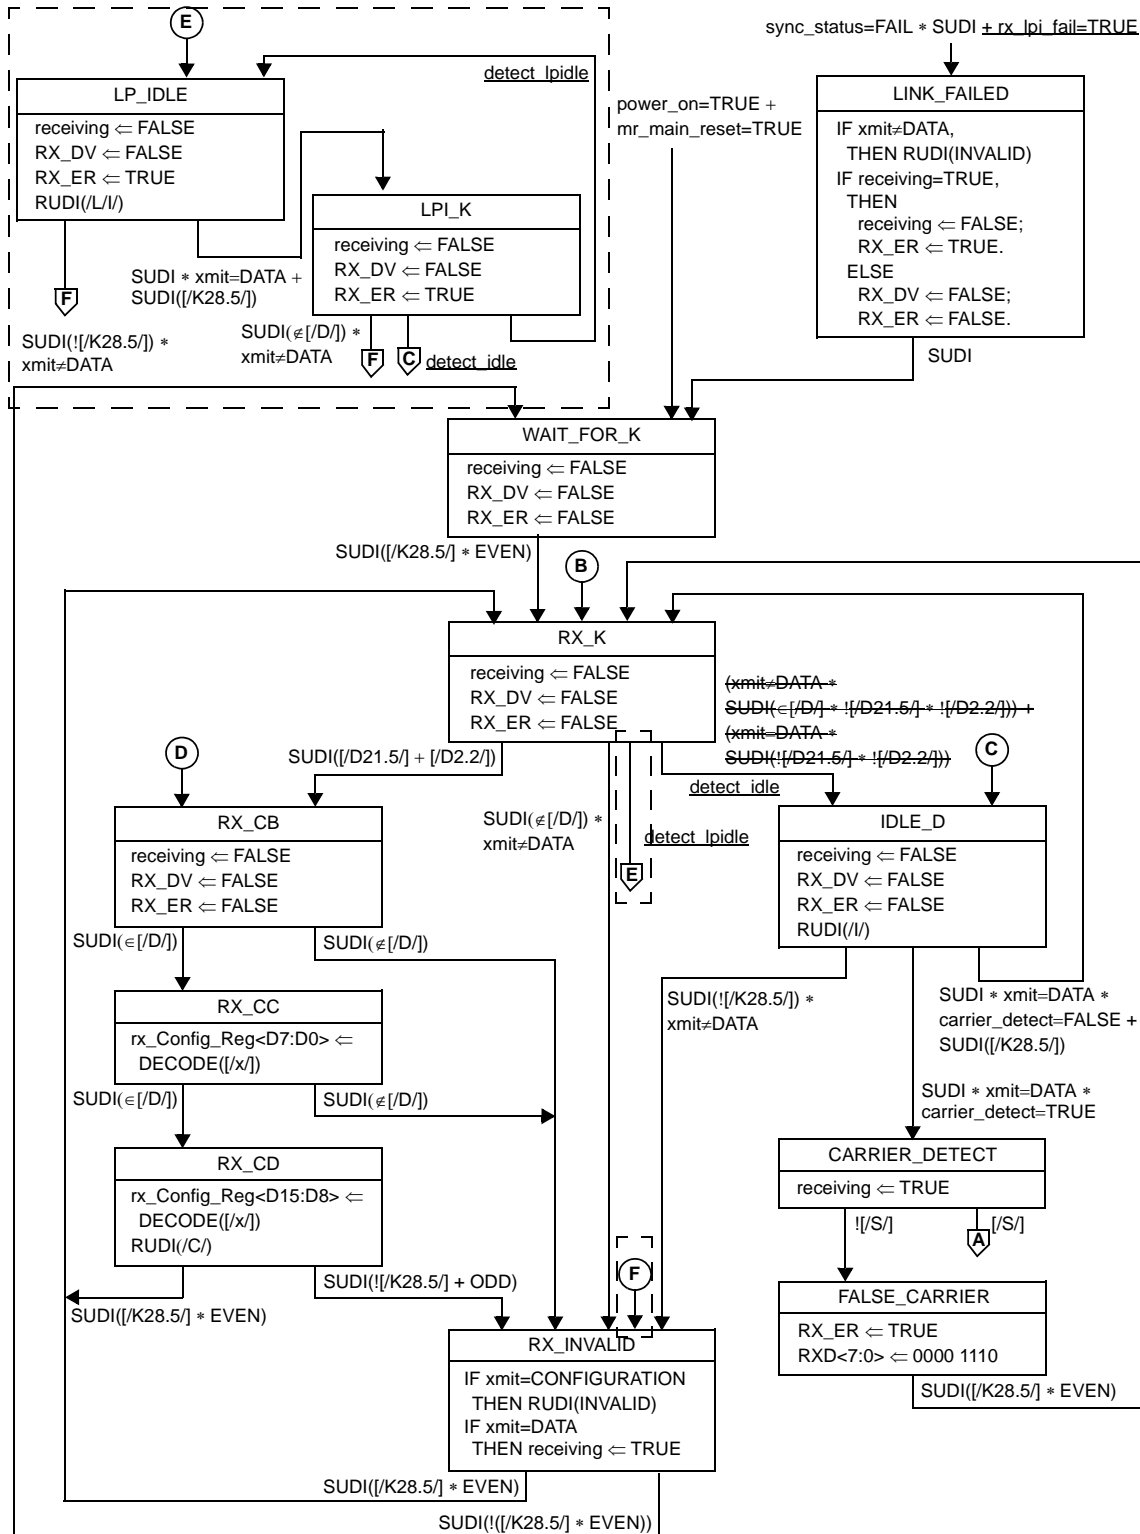 E
detect_lpidle
LP_IDLE
receiving ⇐ FALSE
RX_DV ⇐ FALSE
RX_ER ⇐ TRUE
RUDI(/L/I/)
LPI_K
receiving ⇐ FALSE
RX_DV ⇐ FALSE
RX_ER ⇐ TRUE
SUDI ∗ xmit=DATA +
SUDI([/K28.5/])
F
SUDI(![/K28.5/]) ∗
xmit≠DATA
SUDI(∉[/D/]) ∗
xmit≠DATA
F
C
detect_idle
power_on=TRUE +
mr_main_reset=TRUE
sync_status=FAIL ∗ SUDI + rx_lpi_fail=TRUE
LINK_FAILED
IF xmit≠DATA,
THEN RUDI(INVALID)
IF receiving=TRUE,
THEN
receiving ⇐ FALSE;
RX_ER ⇐ TRUE.
ELSE
RX_DV ⇐ FALSE;
RX_ER ⇐ FALSE.
SUDI
WAIT_FOR_K
receiving ⇐ FALSE
RX_DV ⇐ FALSE
RX_ER ⇐ FALSE
SUDI([/K28.5/] ∗ EVEN)
B
RX_K
receiving ⇐ FALSE
RX_DV ⇐ FALSE
RX_ER ⇐ FALSE
(xmit≠DATA ∗
SUDI(∈[/D/] ∗ ![/D21.5/] ∗ ![/D2.2/])) +
(xmit=DATA ∗
SUDI(![/D21.5/] ∗ ![/D2.2/]))
D
SUDI([/D21.5/] + [/D2.2/])
C
detect_idle
SUDI(∉[/D/]) ∗
xmit≠DATA
detect_lpidle
E
RX_CB
receiving ⇐ FALSE
RX_DV ⇐ FALSE
RX_ER ⇐ FALSE
IDLE_D
receiving ⇐ FALSE
RX_DV ⇐ FALSE
RX_ER ⇐ FALSE
RUDI(/I/)
SUDI(∈[/D/])
SUDI(∉[/D/])
RX_CC
rx_Config_Reg<D7:D0> ⇐
DECODE([/x/])
SUDI(![/K28.5/]) ∗
xmit≠DATA
SUDI ∗ xmit=DATA ∗
carrier_detect=FALSE +
SUDI([/K28.5/])
SUDI(∈[/D/])
SUDI(∉[/D/])
SUDI ∗ xmit=DATA ∗
carrier_detect=TRUE
RX_CD
rx_Config_Reg<D15:D8> ⇐
DECODE([/x/])
RUDI(/C/)
CARRIER_DETECT
receiving ⇐ TRUE
![/S/]
A
[/S/]
SUDI([/K28.5/] ∗ EVEN)
SUDI(![/K28.5/] + ODD)
F
FALSE_CARRIER
RX_ER ⇐ TRUE
RXD<7:0> ⇐ 0000 1110
SUDI([/K28.5/] ∗ EVEN)
RX_INVALID
IF xmit=CONFIGURATION
THEN RUDI(INVALID)
IF xmit=DATA
THEN receiving ⇐ TRUE
SUDI([/K28.5/] ∗ EVEN)
SUDI(!([/K28.5/] ∗ EVEN))